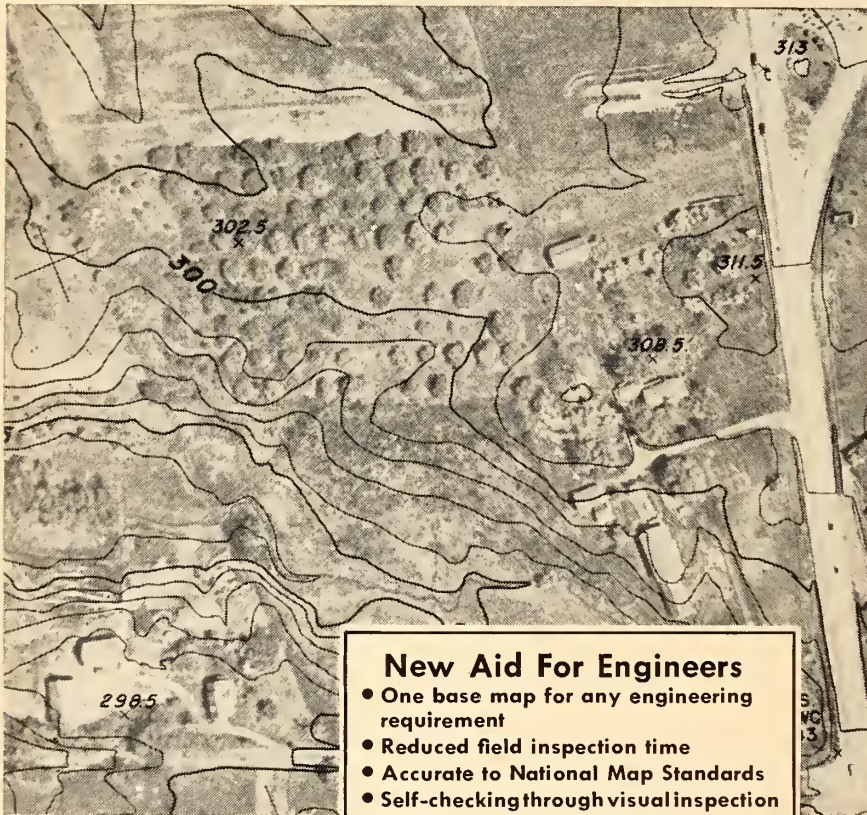 313
302.5
300
311.5
309.5
298.5
New Aid For Engineers
• One base map for any engineering
requirement
• Reduced field inspection time
• Accurate to National Map Standards
• Self-checking through visual inspection